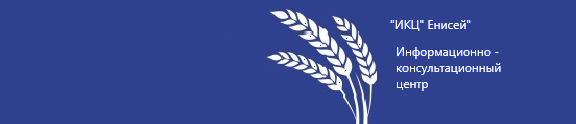 "ИКЦ" Енисей"
Информационно -
консультационный
центр